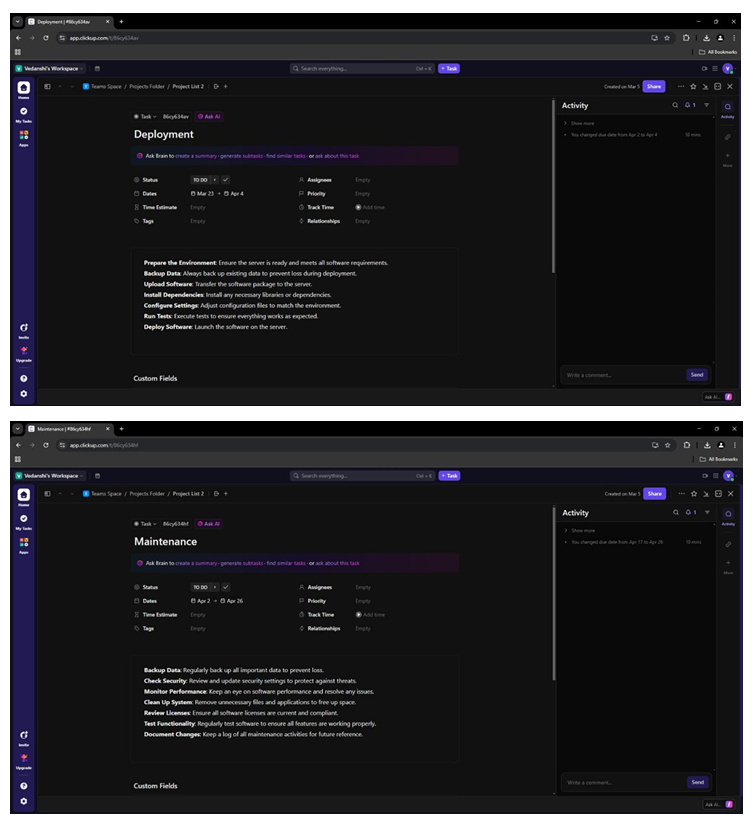 Deployment | #86cy634av
app.clickup.com/t/86cy634av
All Bookmarks
Vedanshi's Workspace
Search everything... Ctrl + K + Task
Teams Space / Projects Folder / Project List 2
Created on Mar 5 Share
Home
My Tasks
Apps
Invite
Upgrade
Task 86cy634av Ask AI
Deployment
Ask Brain to create a summary · generate subtasks · find similar tasks · or ask about this task
Status TO DO Assignees Empty
Dates Mar 23 → Apr 4 Priority Empty
Time Estimate Empty Track Time Add time
Tags Empty Relationships Empty
Prepare the Environment: Ensure the server is ready and meets all software requirements.
Backup Data: Always back up existing data to prevent loss during deployment.
Upload Software: Transfer the software package to the server.
Install Dependencies: Install any necessary libraries or dependencies.
Configure Settings: Adjust configuration files to match the environment.
Run Tests: Execute tests to ensure everything works as expected.
Deploy Software: Launch the software on the server.
Custom Fields
Activity 1
Show more
You changed due date from Apr 2 to Apr 4 10 mins
Activity
More
Write a comment... Send
Ask AI...
Maintenance | #86cy634hf
app.clickup.com/t/86cy634hf
All Bookmarks
Vedanshi's Workspace
Search everything... Ctrl + K + Task
Teams Space / Projects Folder / Project List 2
Created on Mar 5 Share
Home
My Tasks
Apps
Invite
Upgrade
Task 86cy634hf Ask AI
Maintenance
Ask Brain to create a summary · generate subtasks · find similar tasks · or ask about this task
Status TO DO Assignees Empty
Dates Apr 2 → Apr 26 Priority Empty
Time Estimate Empty Track Time Add time
Tags Empty Relationships Empty
Backup Data: Regularly back up all important data to prevent loss.
Check Security: Review and update security settings to protect against threats.
Monitor Performance: Keep an eye on software performance and resolve any issues.
Clean Up System: Remove unnecessary files and applications to free up space.
Review Licenses: Ensure all software licenses are current and compliant.
Test Functionality: Regularly test software to ensure all features are working properly.
Document Changes: Keep a log of all maintenance activities for future reference.
Custom Fields
Activity 1
Show more
You changed due date from Apr 17 to Apr 26 10 mins
Activity
More
Write a comment... Send
Ask AI...